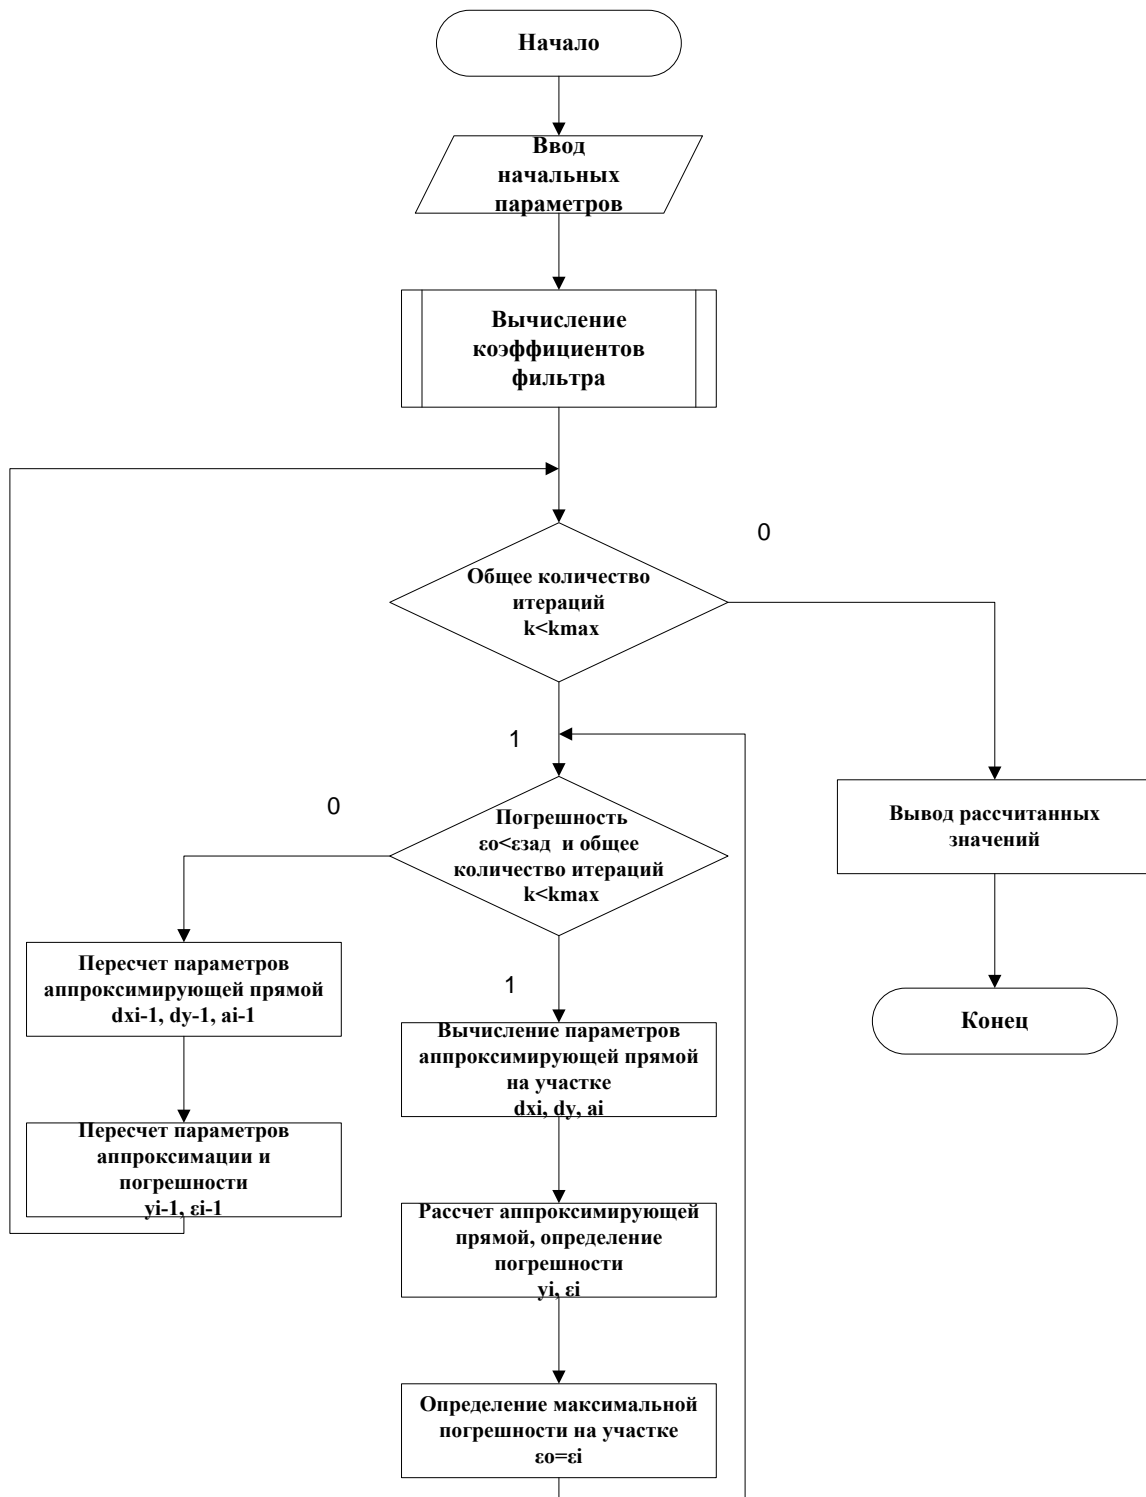 Начало
Ввод
начальных
параметров
Вычисление
коэффициентов
фильтра
Общее количество
итераций
k<kmax
0
1
Погрешность
εo<εзад и общее
количество итераций
k<kmax
0
1
Вывод рассчитанных
значений
Конец
Пересчет параметров
аппроксимирующей прямой
dxi-1, dy-1, ai-1
Пересчет параметров
аппроксимации и
погрешности
yi-1, εi-1
Вычисление параметров
аппроксимирующей прямой
на участке
dxi, dy, ai
Рассчет аппроксимирующей
прямой, определение
погрешности
yi, εi
Определение максимальной
погрешности на участке
εo=εi